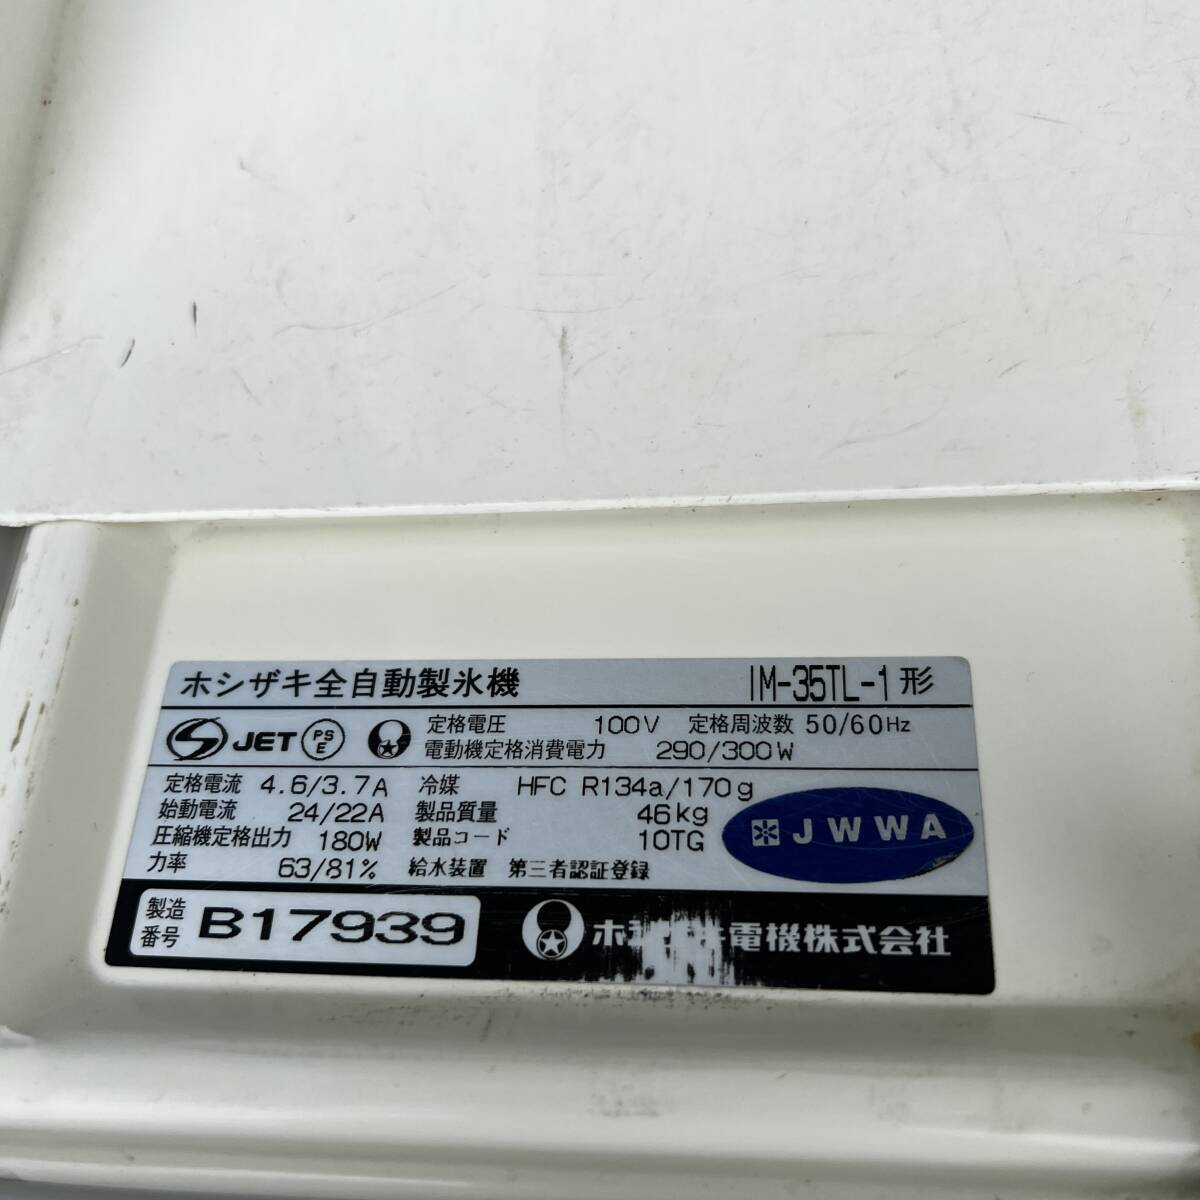 ホシザキ全自動製氷機 IM-35TL-1形
S JET PSE 定格電圧 100V 定格周波数 50/60Hz
電動機定格消費電力 290/300W
定格電流 4.6/3.7A 冷媒 HFC R134a/170g
始動電流 24/22A 製品質量 46kg
圧縮機定格出力 180W 製品コード 10TG
力率 63/81% 給水装置 第三者認証登録
JWWA
製造番号 B17939 ホシザキ電機株式会社